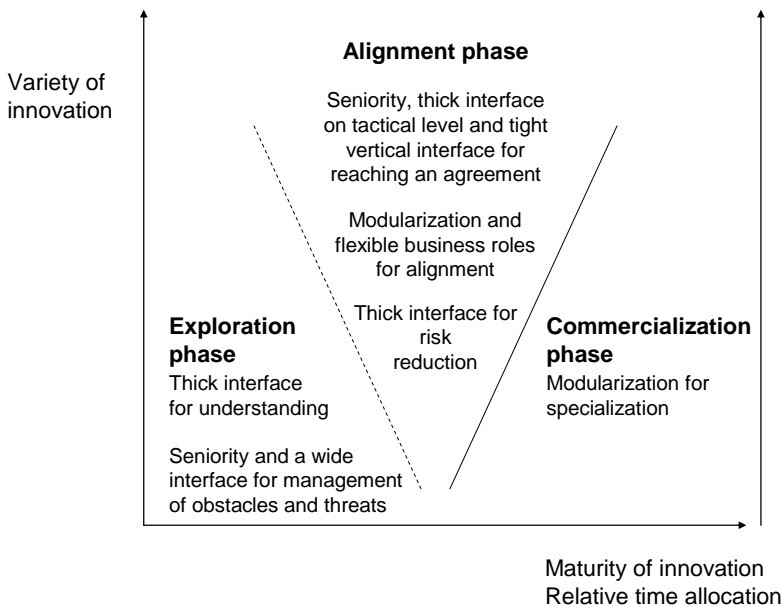 Variety of
innovation
Alignment phase
Seniority, thick interface
on tactical level and tight
vertical interface for
reaching an agreement
Modularization and
flexible business roles
for alignment
Thick interface for
risk
reduction
Exploration
phase
Thick interface
for understanding
Seniority and a wide
interface for management
of obstacles and threats
Commercialization
phase
Modularization for
specialization
Maturity of innovation
Relative time allocation